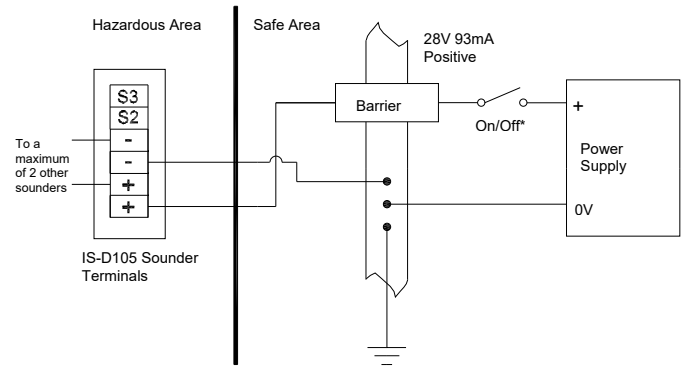 Hazardous Area
Safe Area
28V 93mA
Positive
S3
S2
-
-
+
+
To a
maximum
of 2 other
sounders
IS-D105 Sounder
Terminals
Barrier
On/Off*
+
Power
Supply
0V